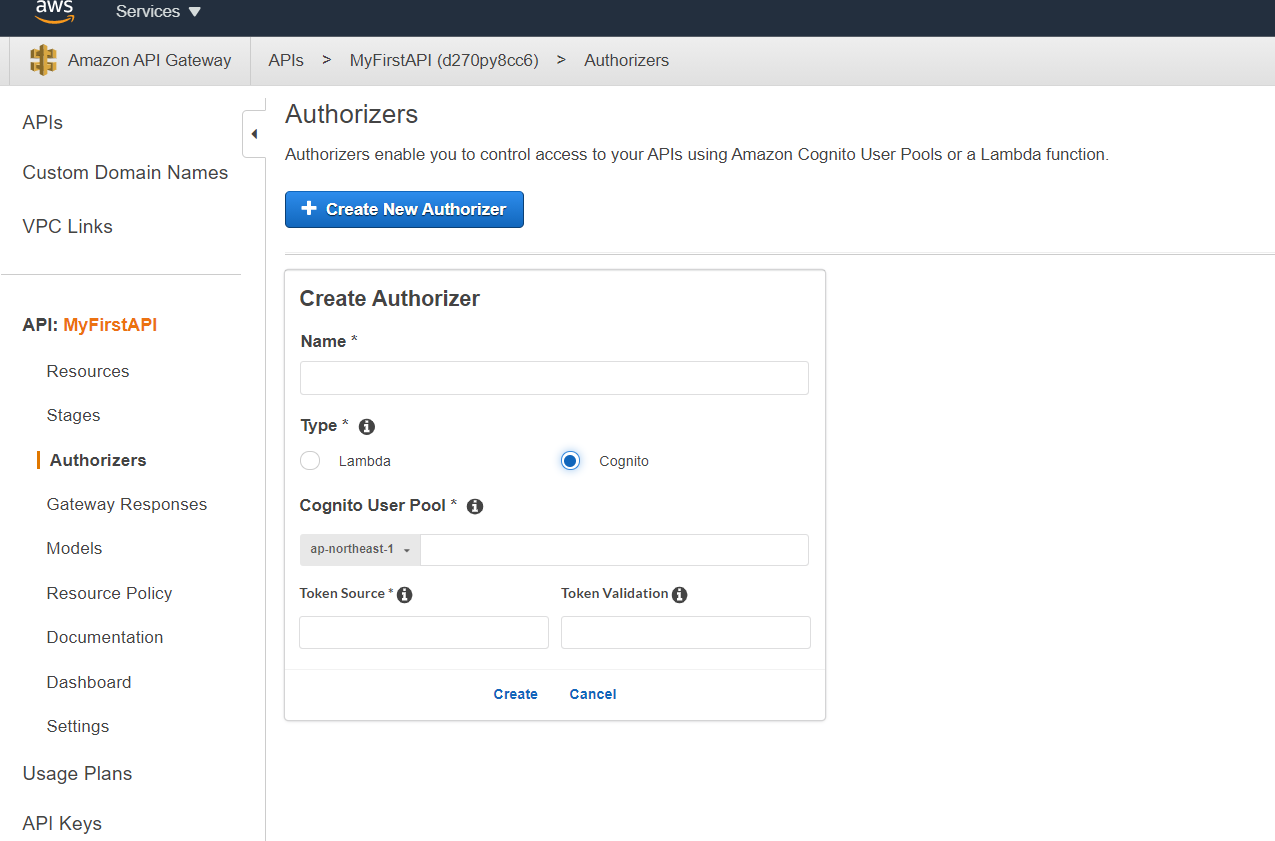 aws
Services
Amazon API Gateway
APIs > MyFirstAPI (d270py8cc6) > Authorizers
APIs
Custom Domain Names
VPC Links
API: MyFirstAPI
Resources
Stages
Authorizers
Gateway Responses
Models
Resource Policy
Documentation
Dashboard
Settings
Usage Plans
API Keys
Authorizers
Authorizers enable you to control access to your APIs using Amazon Cognito User Pools or a Lambda function.
+ Create New Authorizer
Create Authorizer
Name *
Type *
Lambda
Cognito
Cognito User Pool *
ap-northeast-1
Token Source *
Token Validation
Create
Cancel